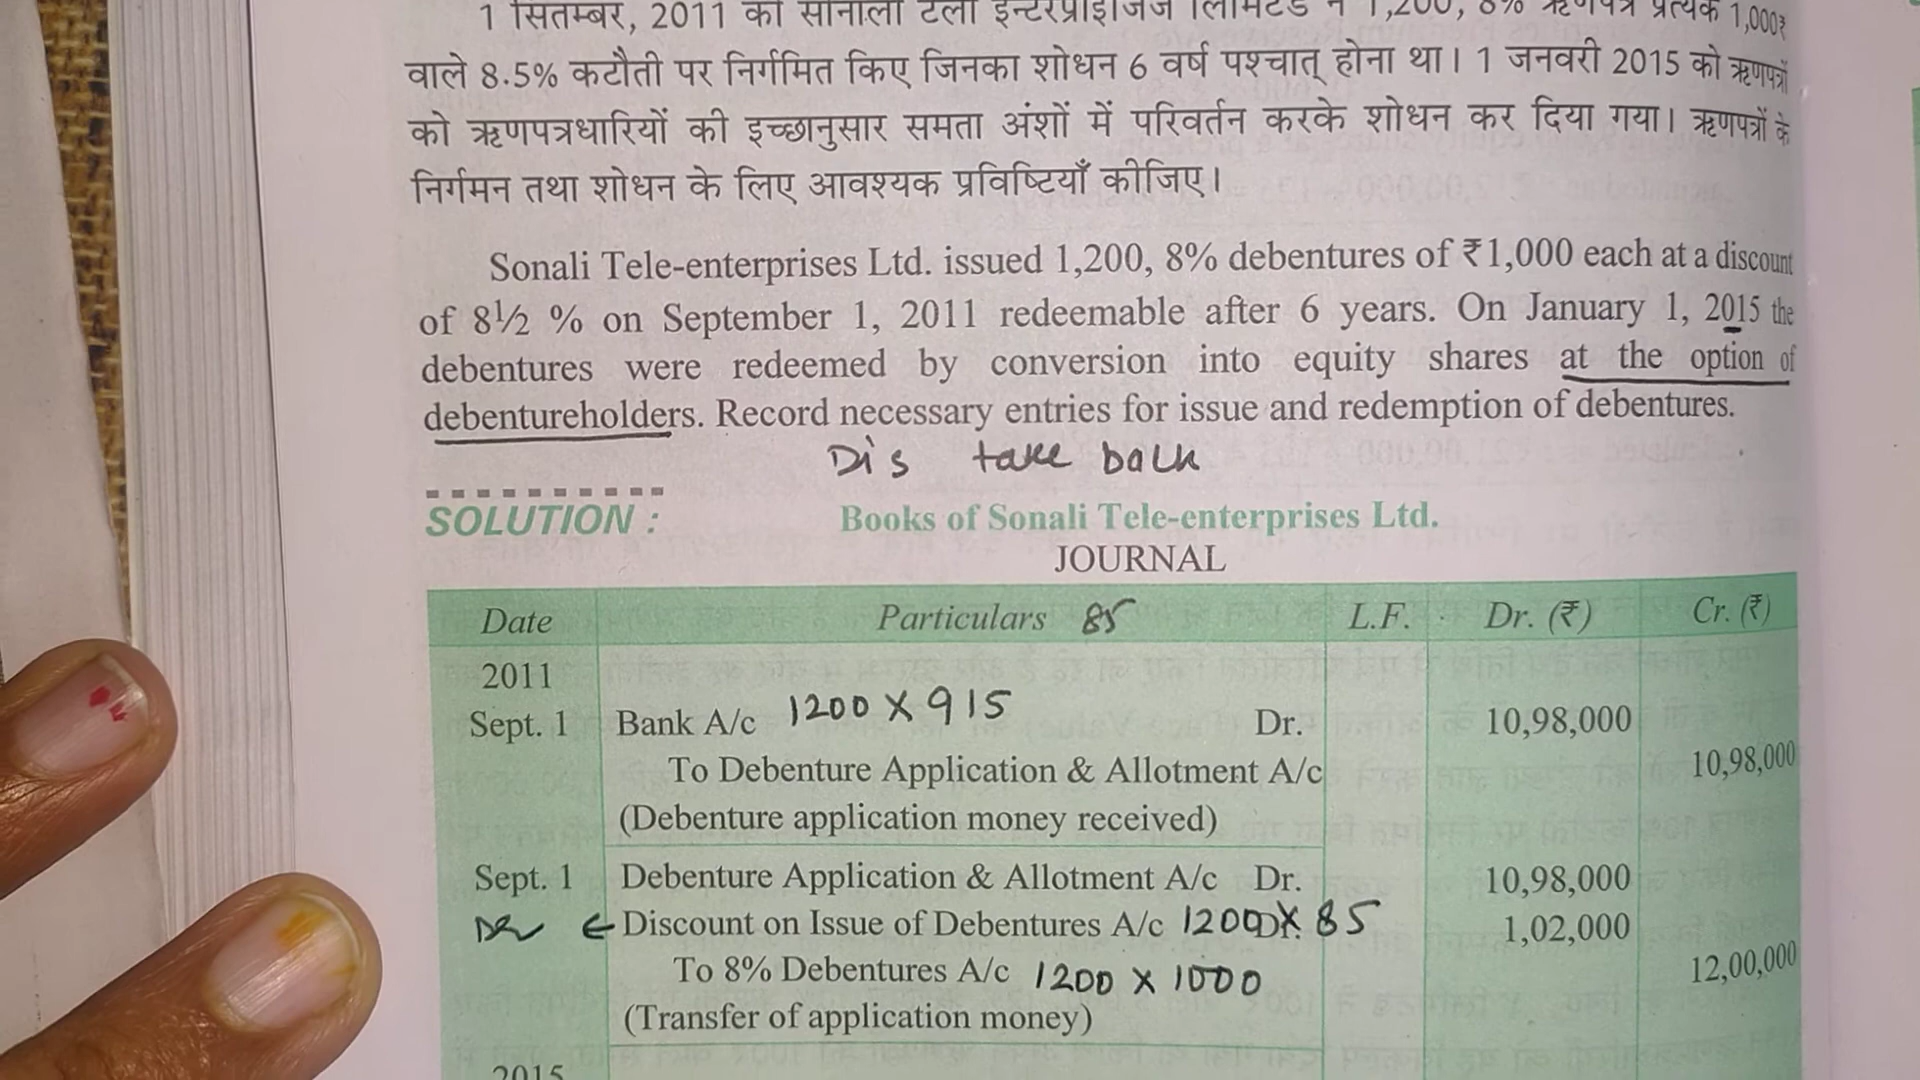 1 सितम्बर, 2011 को सोनाली टेली इन्टरप्राइजिज लिमिटेड ने 1,200, 8% ऋणपत्र प्रत्येक 1,000₹
वाले 8.5% कटौती पर निर्गमित किए जिनका शोधन 6 वर्ष पश्चात् होना था। 1 जनवरी 2015 को ऋणपत्रों
को ऋणपत्रधारियों की इच्छानुसार समता अंशों में परिवर्तन करके शोधन कर दिया गया। ऋणपत्रों के
निर्गमन तथा शोधन के लिए आवश्यक प्रविष्टियाँ कीजिए।
Sonali Tele-enterprises Ltd. issued 1,200, 8% debentures of ₹1,000 each at a discount
of 8½ % on September 1, 2011 redeemable after 6 years. On January 1, 2015 the
debentures were redeemed by conversion into equity shares at the option of
debentureholders. Record necessary entries for issue and redemption of debentures.
Dis take back
SOLUTION : Books of Sonali Tele-enterprises Ltd.
JOURNAL
Date Particulars 85 L.F. Dr. (₹) Cr. (₹)
2011
Sept. 1 Bank A/c 1200 X 915 Dr. 10,98,000
To Debenture Application & Allotment A/c 10,98,000
(Debenture application money received)
Sept. 1 Debenture Application & Allotment A/c Dr. 10,98,000
← Discount on Issue of Debentures A/c 1200 X 85 Dr. 1,02,000
To 8% Debentures A/c 1200 X 1000 12,00,000
(Transfer of application money)
2015